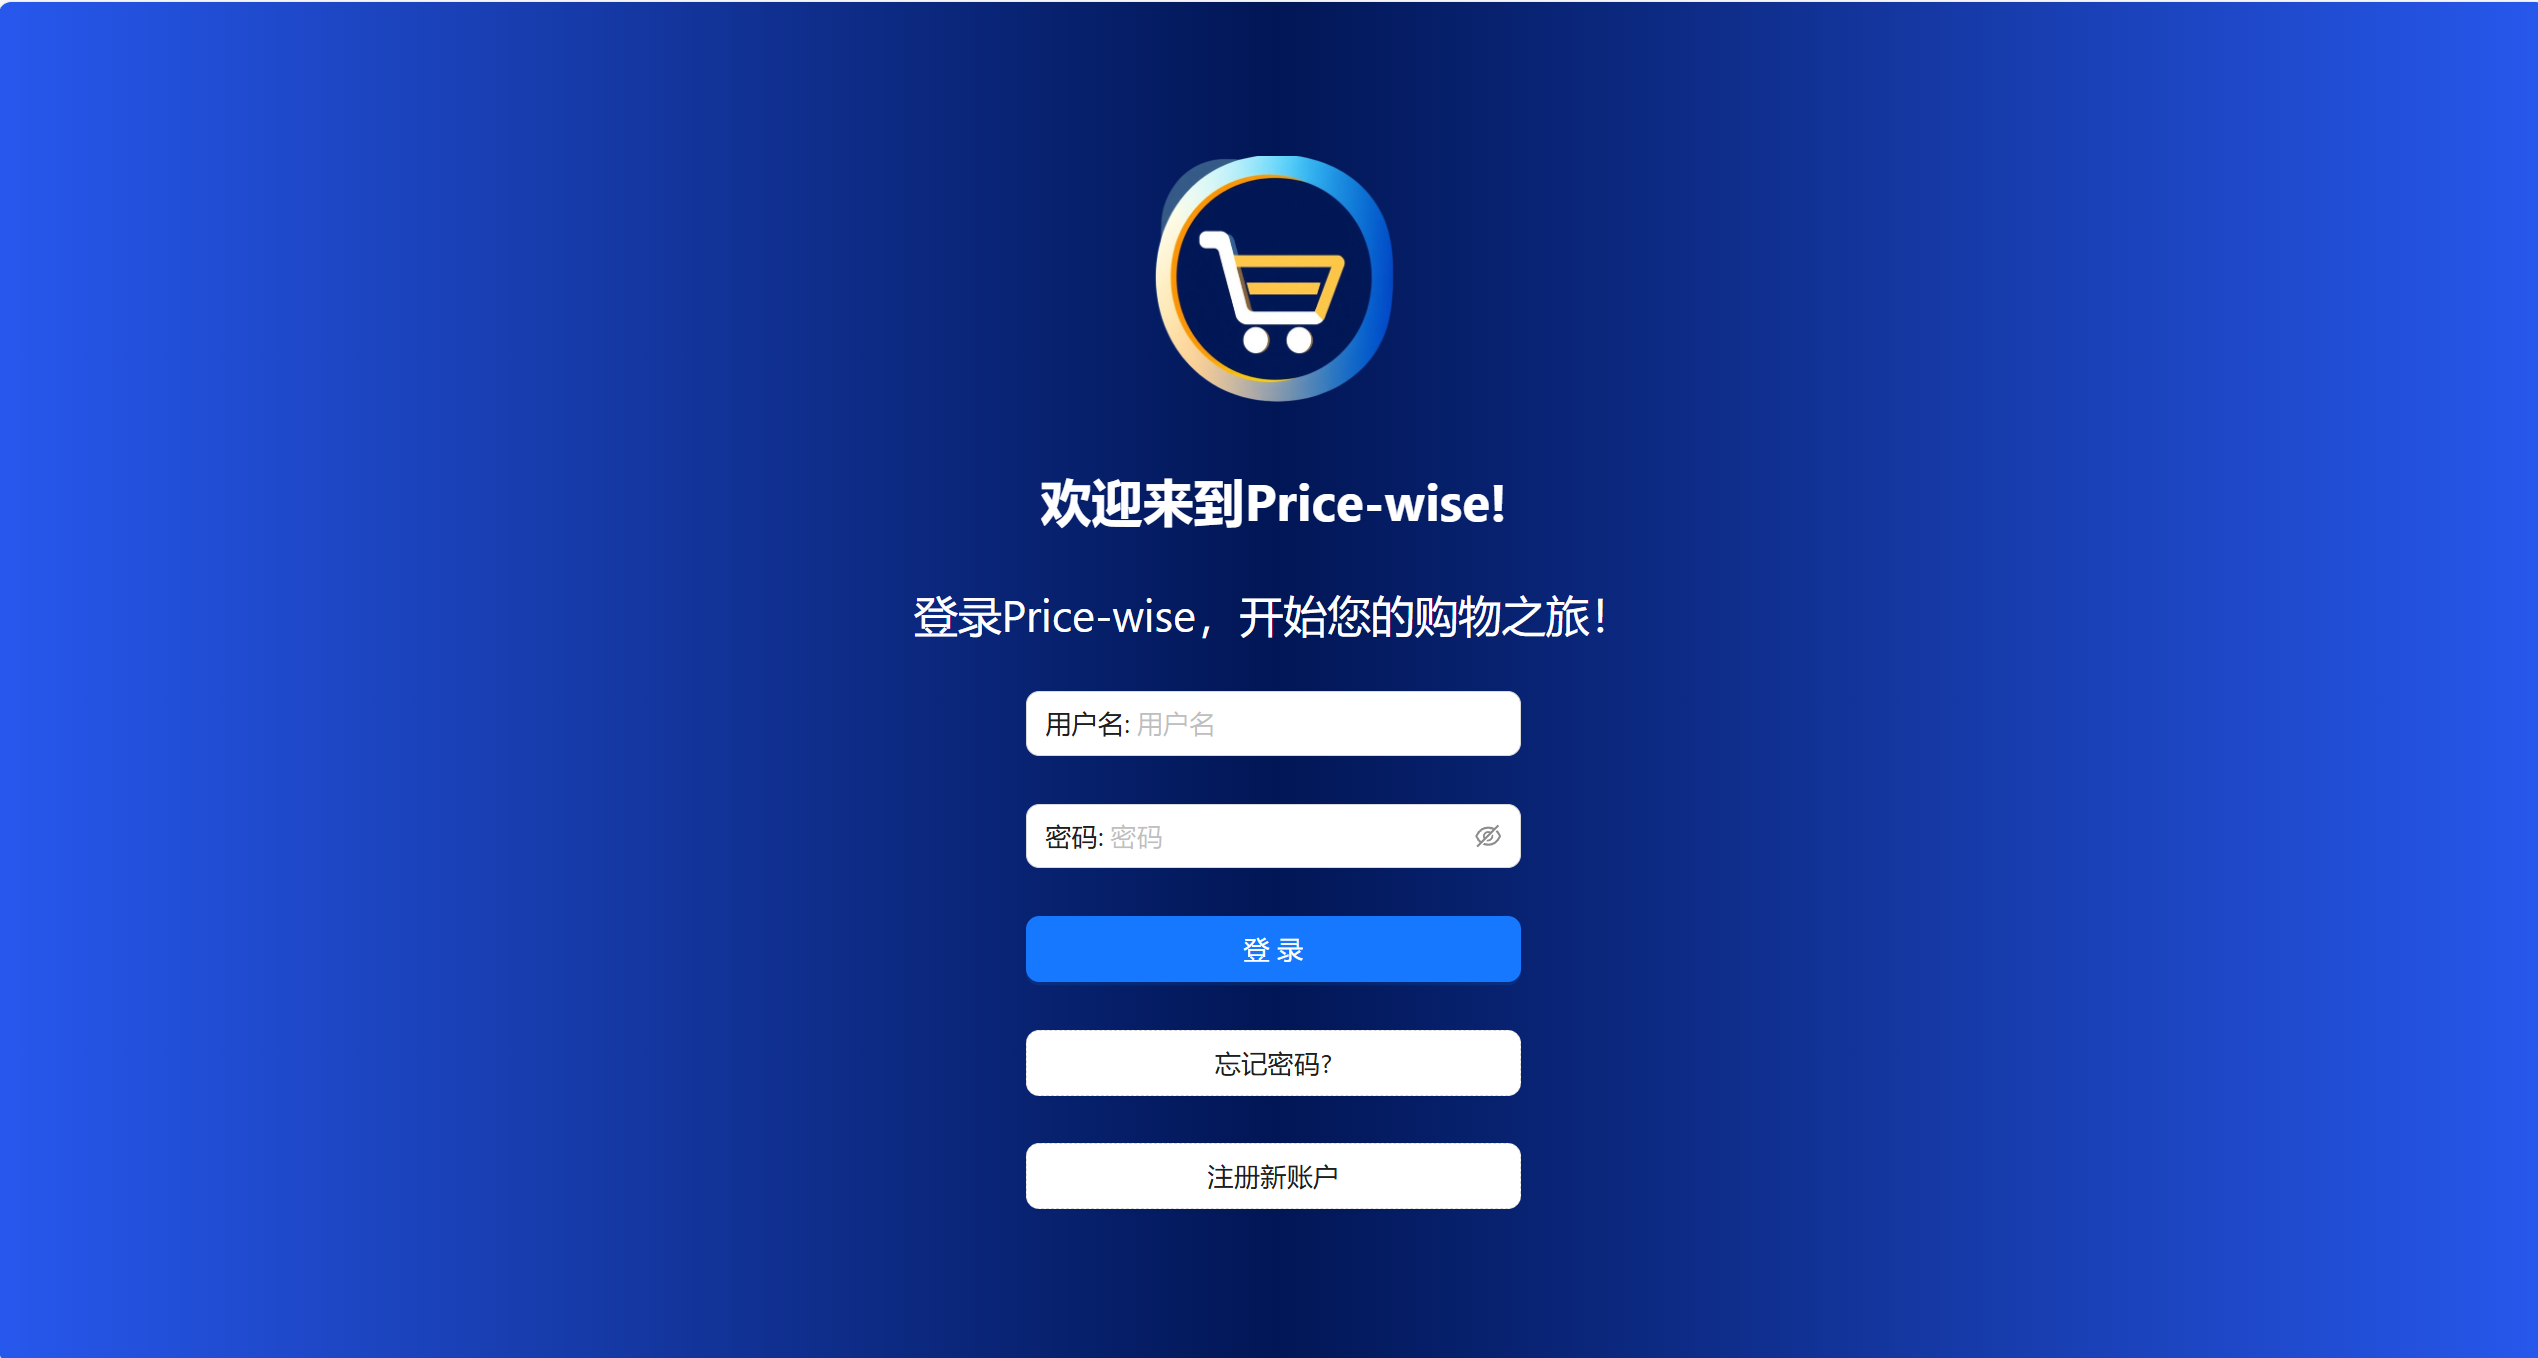 欢迎来到Price-wise!
登录Price-wise，开始您的购物之旅！
用户名: 用户名
密码: 密码
登 录
忘记密码?
注册新账户